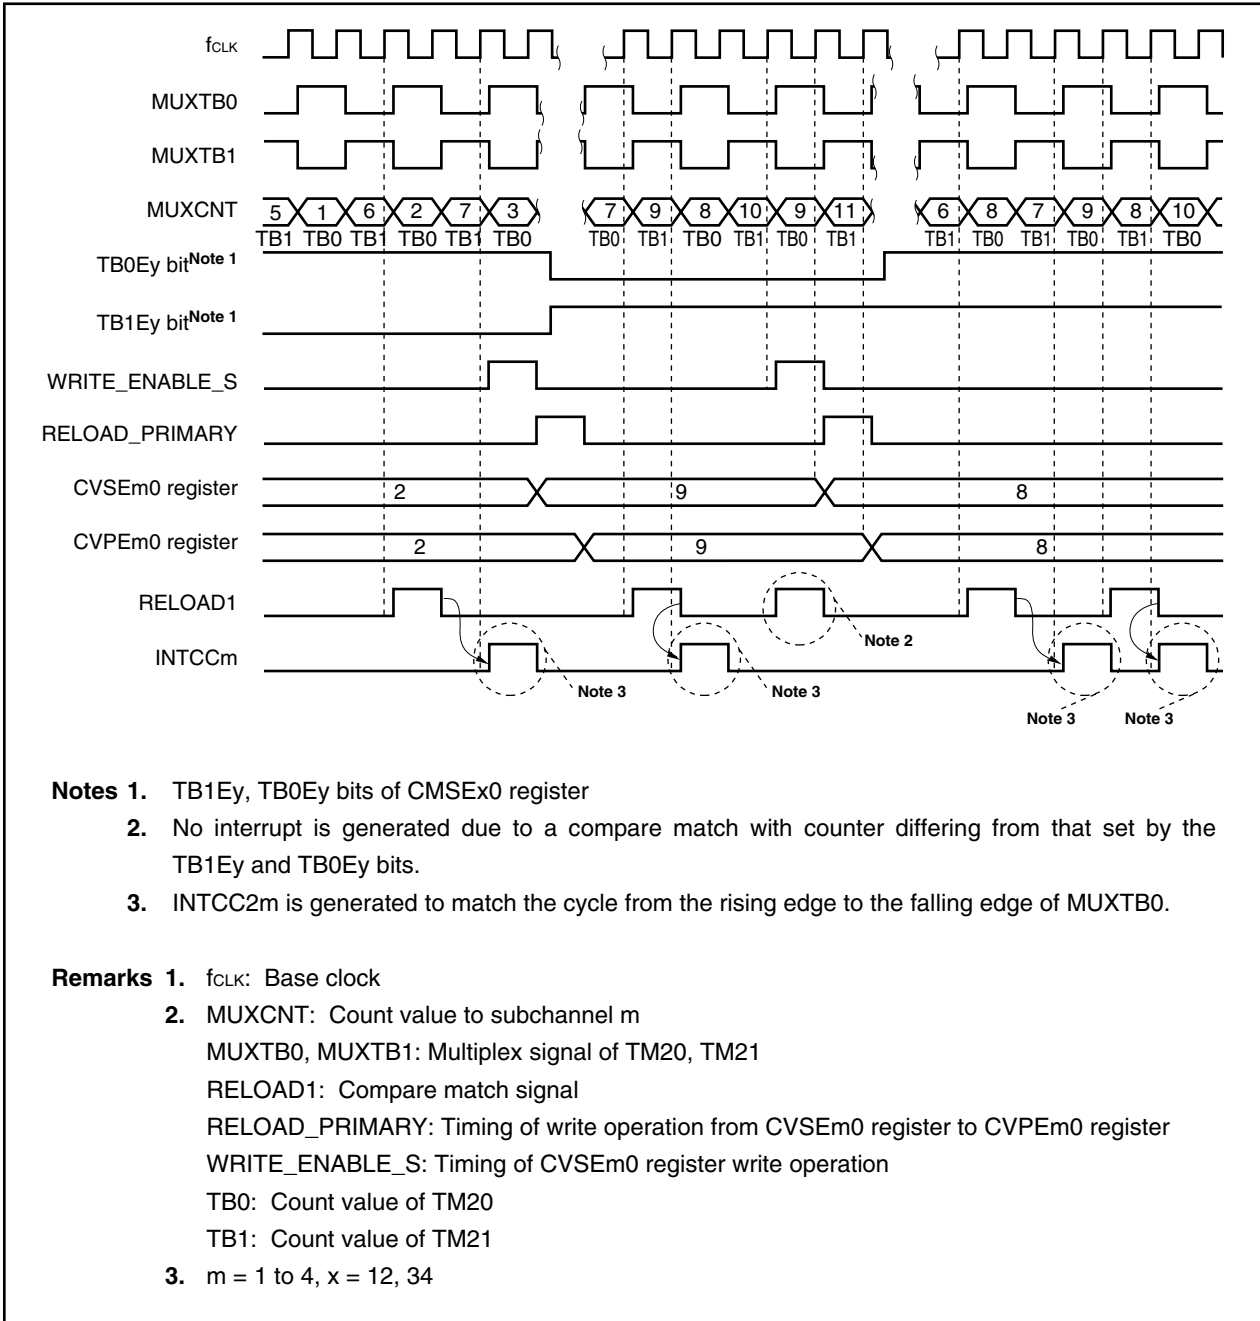 fCLK
MUXTB0
MUXTB1
MUXCNT 5 1 6 2 7 3 7 9 8 10 9 11 6 8 7 9 8 10
TB1 TB0 TB1 TB0 TB1 TB0 TB0 TB1 TB0 TB1 TB0 TB1 TB1 TB0 TB1 TB0 TB1 TB0
TB0Ey bitNote 1
TB1Ey bitNote 1
WRITE_ENABLE_S
RELOAD_PRIMARY
CVSEm0 register 2 9 8
CVPEm0 register 2 9 8
RELOAD1
Note 2
INTCCm
Note 3 Note 3
Note 3 Note 3
Notes 1. TB1Ey, TB0Ey bits of CMSEx0 register
2. No interrupt is generated due to a compare match with counter differing from that set by the
TB1Ey and TB0Ey bits.
3. INTCC2m is generated to match the cycle from the rising edge to the falling edge of MUXTB0.
Remarks 1. fCLK: Base clock
2. MUXCNT: Count value to subchannel m
MUXTB0, MUXTB1: Multiplex signal of TM20, TM21
RELOAD1: Compare match signal
RELOAD_PRIMARY: Timing of write operation from CVSEm0 register to CVPEm0 register
WRITE_ENABLE_S: Timing of CVSEm0 register write operation
TB0: Count value of TM20
TB1: Count value of TM21
3. m = 1 to 4, x = 12, 34